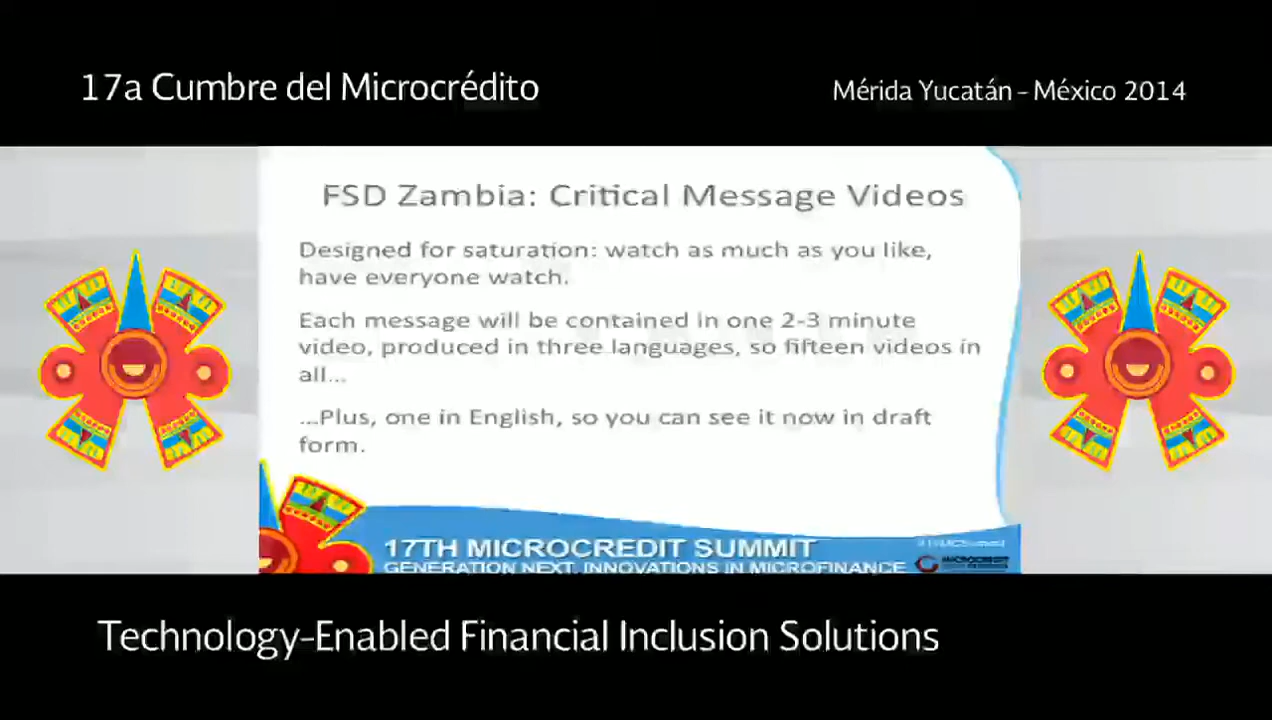 17a Cumbre del Microcrédito
Mérida Yucatán - México 2014
FSD Zambia: Critical Message Videos
Designed for saturation: watch as much as you like,
have everyone watch.
Each message will be contained in one 2-3 minute
video, produced in three languages, so fifteen videos in
all...
...Plus, one in English, so you can see it now in draft
form.
17TH MICROCREDIT SUMMIT
GENERATION NEXT, INNOVATIONS IN MICROFINANCE
MICROCREDIT
Technology-Enabled Financial Inclusion Solutions